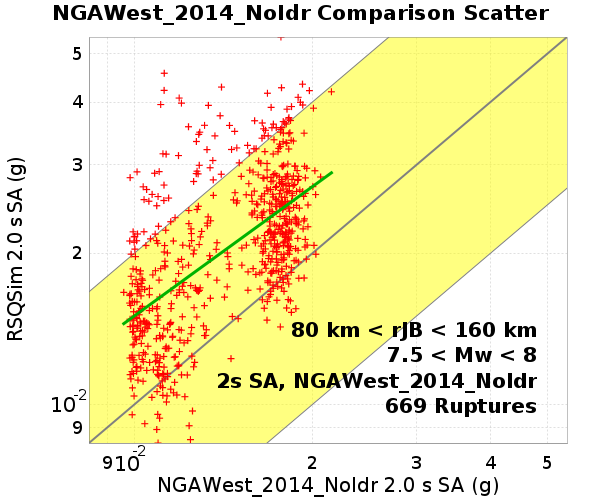 NGAWest_2014_NoIdr Comparison Scatter
RSQSim 2.0 s SA (g)
5
4
3
2
10-2
9
80 km < rJB < 160 km
7.5 < Mw < 8
2s SA, NGAWest_2014_NoIdr
669 Ruptures
9 10-2 2 3 4 5
NGAWest_2014_NoIdr 2.0 s SA (g)